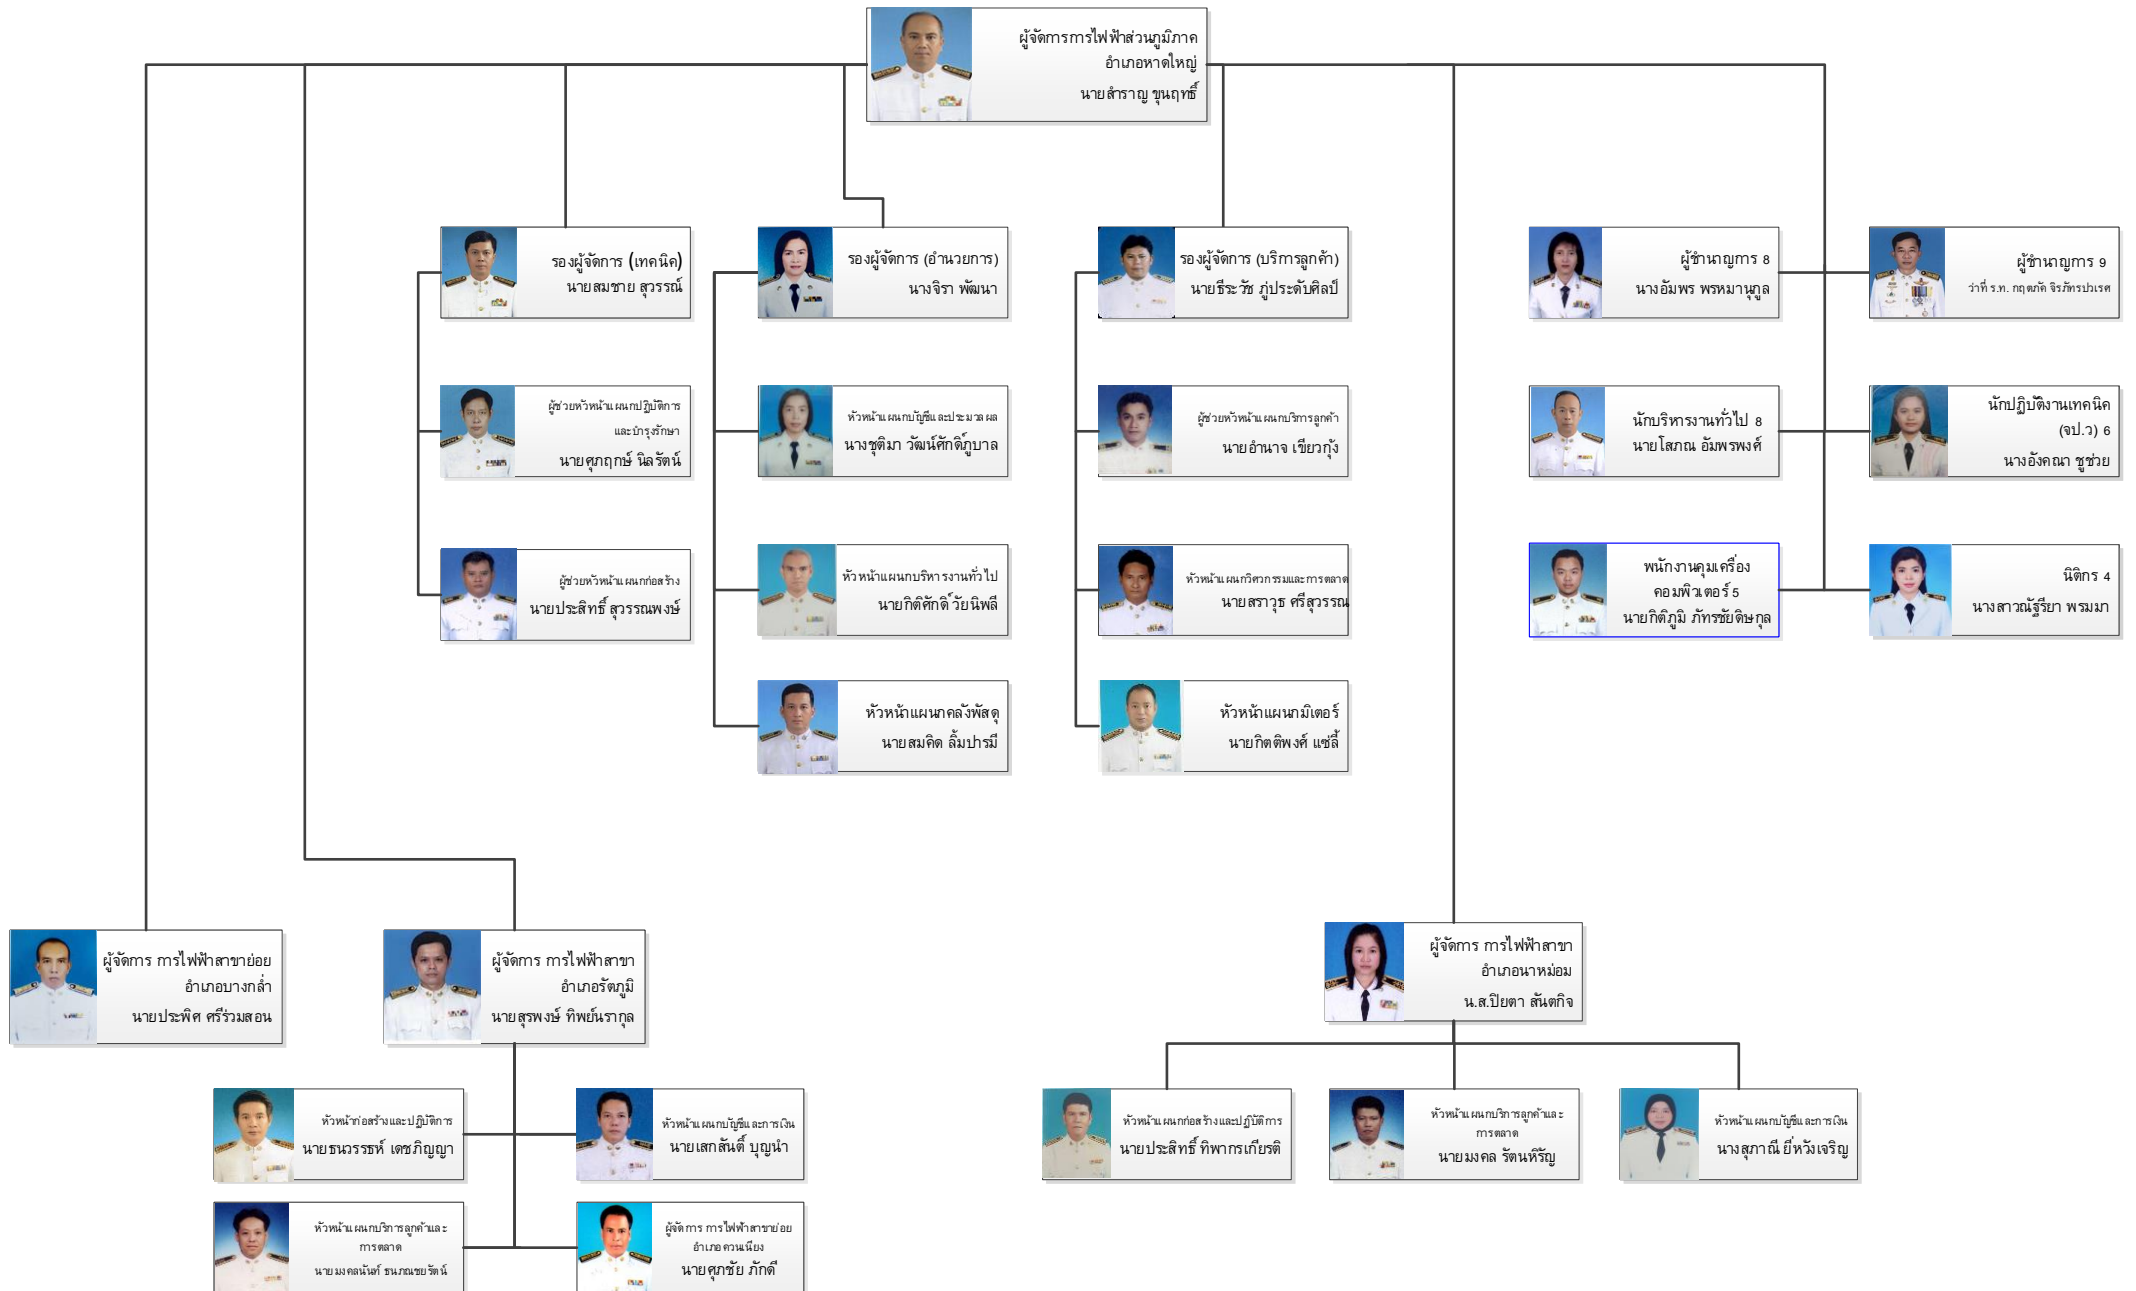 ผู้จัดการการไฟฟ้าส่วนภูมิภาค
อำเภอหาดใหญ่
นายสำราญ ขุนฤทธิ์
รองผู้จัดการ (เทคนิค)
นายสมชาย สุวรรณ์
รองผู้จัดการ (อำนวยการ)
นางจิรา พัฒนา
รองผู้จัดการ (บริการลูกค้า)
นายธีระวัช ภู่ประดับศิลป์
ผู้ชำนาญการ 8
นางอัมพร พรหมานุกูล
ผู้ชำนาญการ 9
ว่าที่ ร.ท. กฤตภัค จิรภัทรปวเรศ
ผู้ช่วยหัวหน้าแผนกปฏิบัติการ
และบำรุงรักษา
นายศุภฤกษ์ นิลรัตน์
หัวหน้าแผนกบัญชีและประมวลผล
นางชุติมา วัฒน์ศักดิ์ภูบาล
ผู้ช่วยหัวหน้าแผนกบริการลูกค้า
นายอำนาจ เขียวกุ้ง
นักบริหารงานทั่วไป 8
นายโสภณ อัมพรพงศ์
นักปฏิบัติงานเทคนิค
(จป.ว) 6
นางอังคณา ชูช่วย
ผู้ช่วยหัวหน้าแผนกก่อสร้าง
นายประสิทธิ์ สุวรรณพงษ์
หัวหน้าแผนกบริหารงานทั่วไป
นายกิติศักดิ์ วัยนิพลี
หัวหน้าแผนกวิศวกรรมและการตลาด
นายสราวุธ ศรีสุวรรณ
พนักงานคุมเครื่อง
คอมพิวเตอร์ 5
นายกิติภูมิ ภัทรชัยดิษกุล
นิติกร 4
นางสาวณัฐรียา พรมมา
หัวหน้าแผนกคลังพัสดุ
นายสมคิด ลิ้มปารมี
หัวหน้าแผนกมิเตอร์
นายกิตติพงศ์ แซ่ลี้
ผู้จัดการ การไฟฟ้าสาขาย่อย
อำเภอบางกล่ำ
นายประพิศ ศรีร่วมสอน
ผู้จัดการ การไฟฟ้าสาขา
อำเภอรัตภูมิ
นายสุรพงษ์ ทิพย์นรากุล
ผู้จัดการ การไฟฟ้าสาขา
อำเภอนาหม่อม
น.ส.ปิยตา สันตกิจ
หัวหน้าก่อสร้างและปฏิบัติการ
นายธนวรรธห์ เดชภิญญา
หัวหน้าแผนกบัญชีและการเงิน
นายเสกสันติ์ บุญนำ
หัวหน้าแผนกก่อสร้างและปฏิบัติการ
นายประสิทธิ์ ทิพากรเกียรติ
หัวหน้าแผนกบริการลูกค้าและ
การตลาด
นายมงคล รัตนหิรัญ
หัวหน้าแผนกบัญชีและการเงิน
นางสุภาณี ยี่หวังเจริญ
หัวหน้าแผนกบริการลูกค้าและ
การตลาด
นายมงคลนันท์ ธนภณชยรัตน์
ผู้จัดการ การไฟฟ้าสาขาย่อย
อำเภอควนเนียง
นายศุภชัย ภักดี